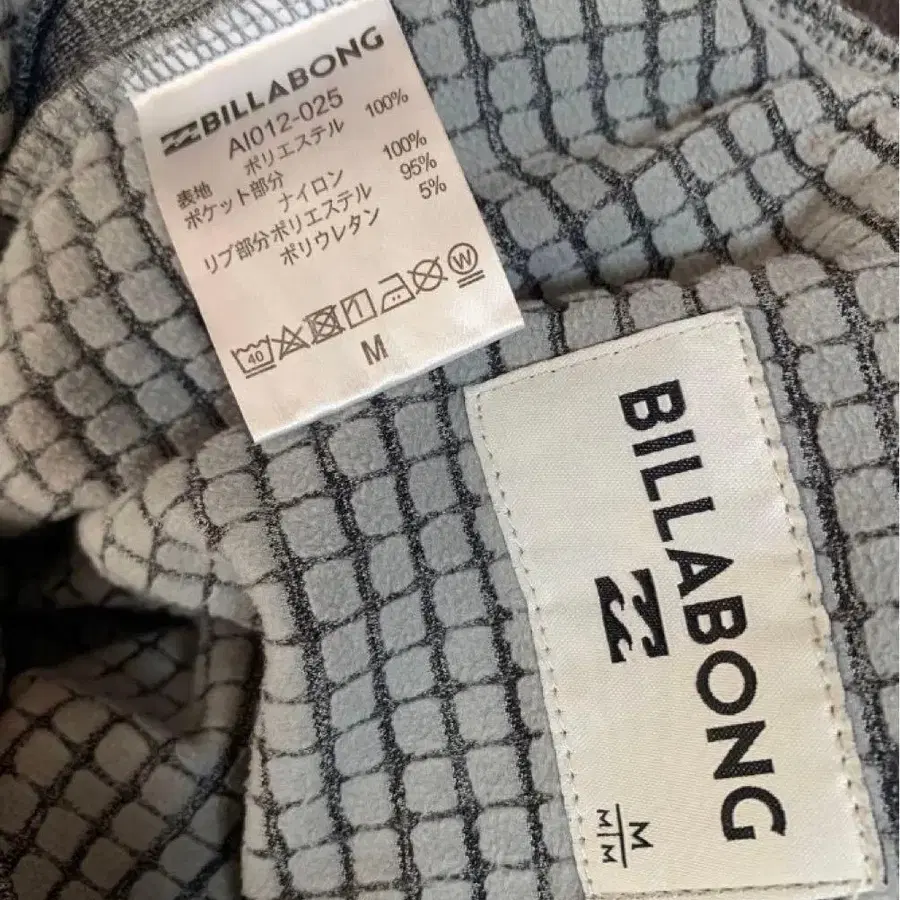 BILLABONG
AI012-025
表地 ポリエステル 100%
ポケット部分
ナイロン 100%
リブ部分ポリエステル 95%
ポリウレタン 5%
40 W
M
BILLABONG
M
M M